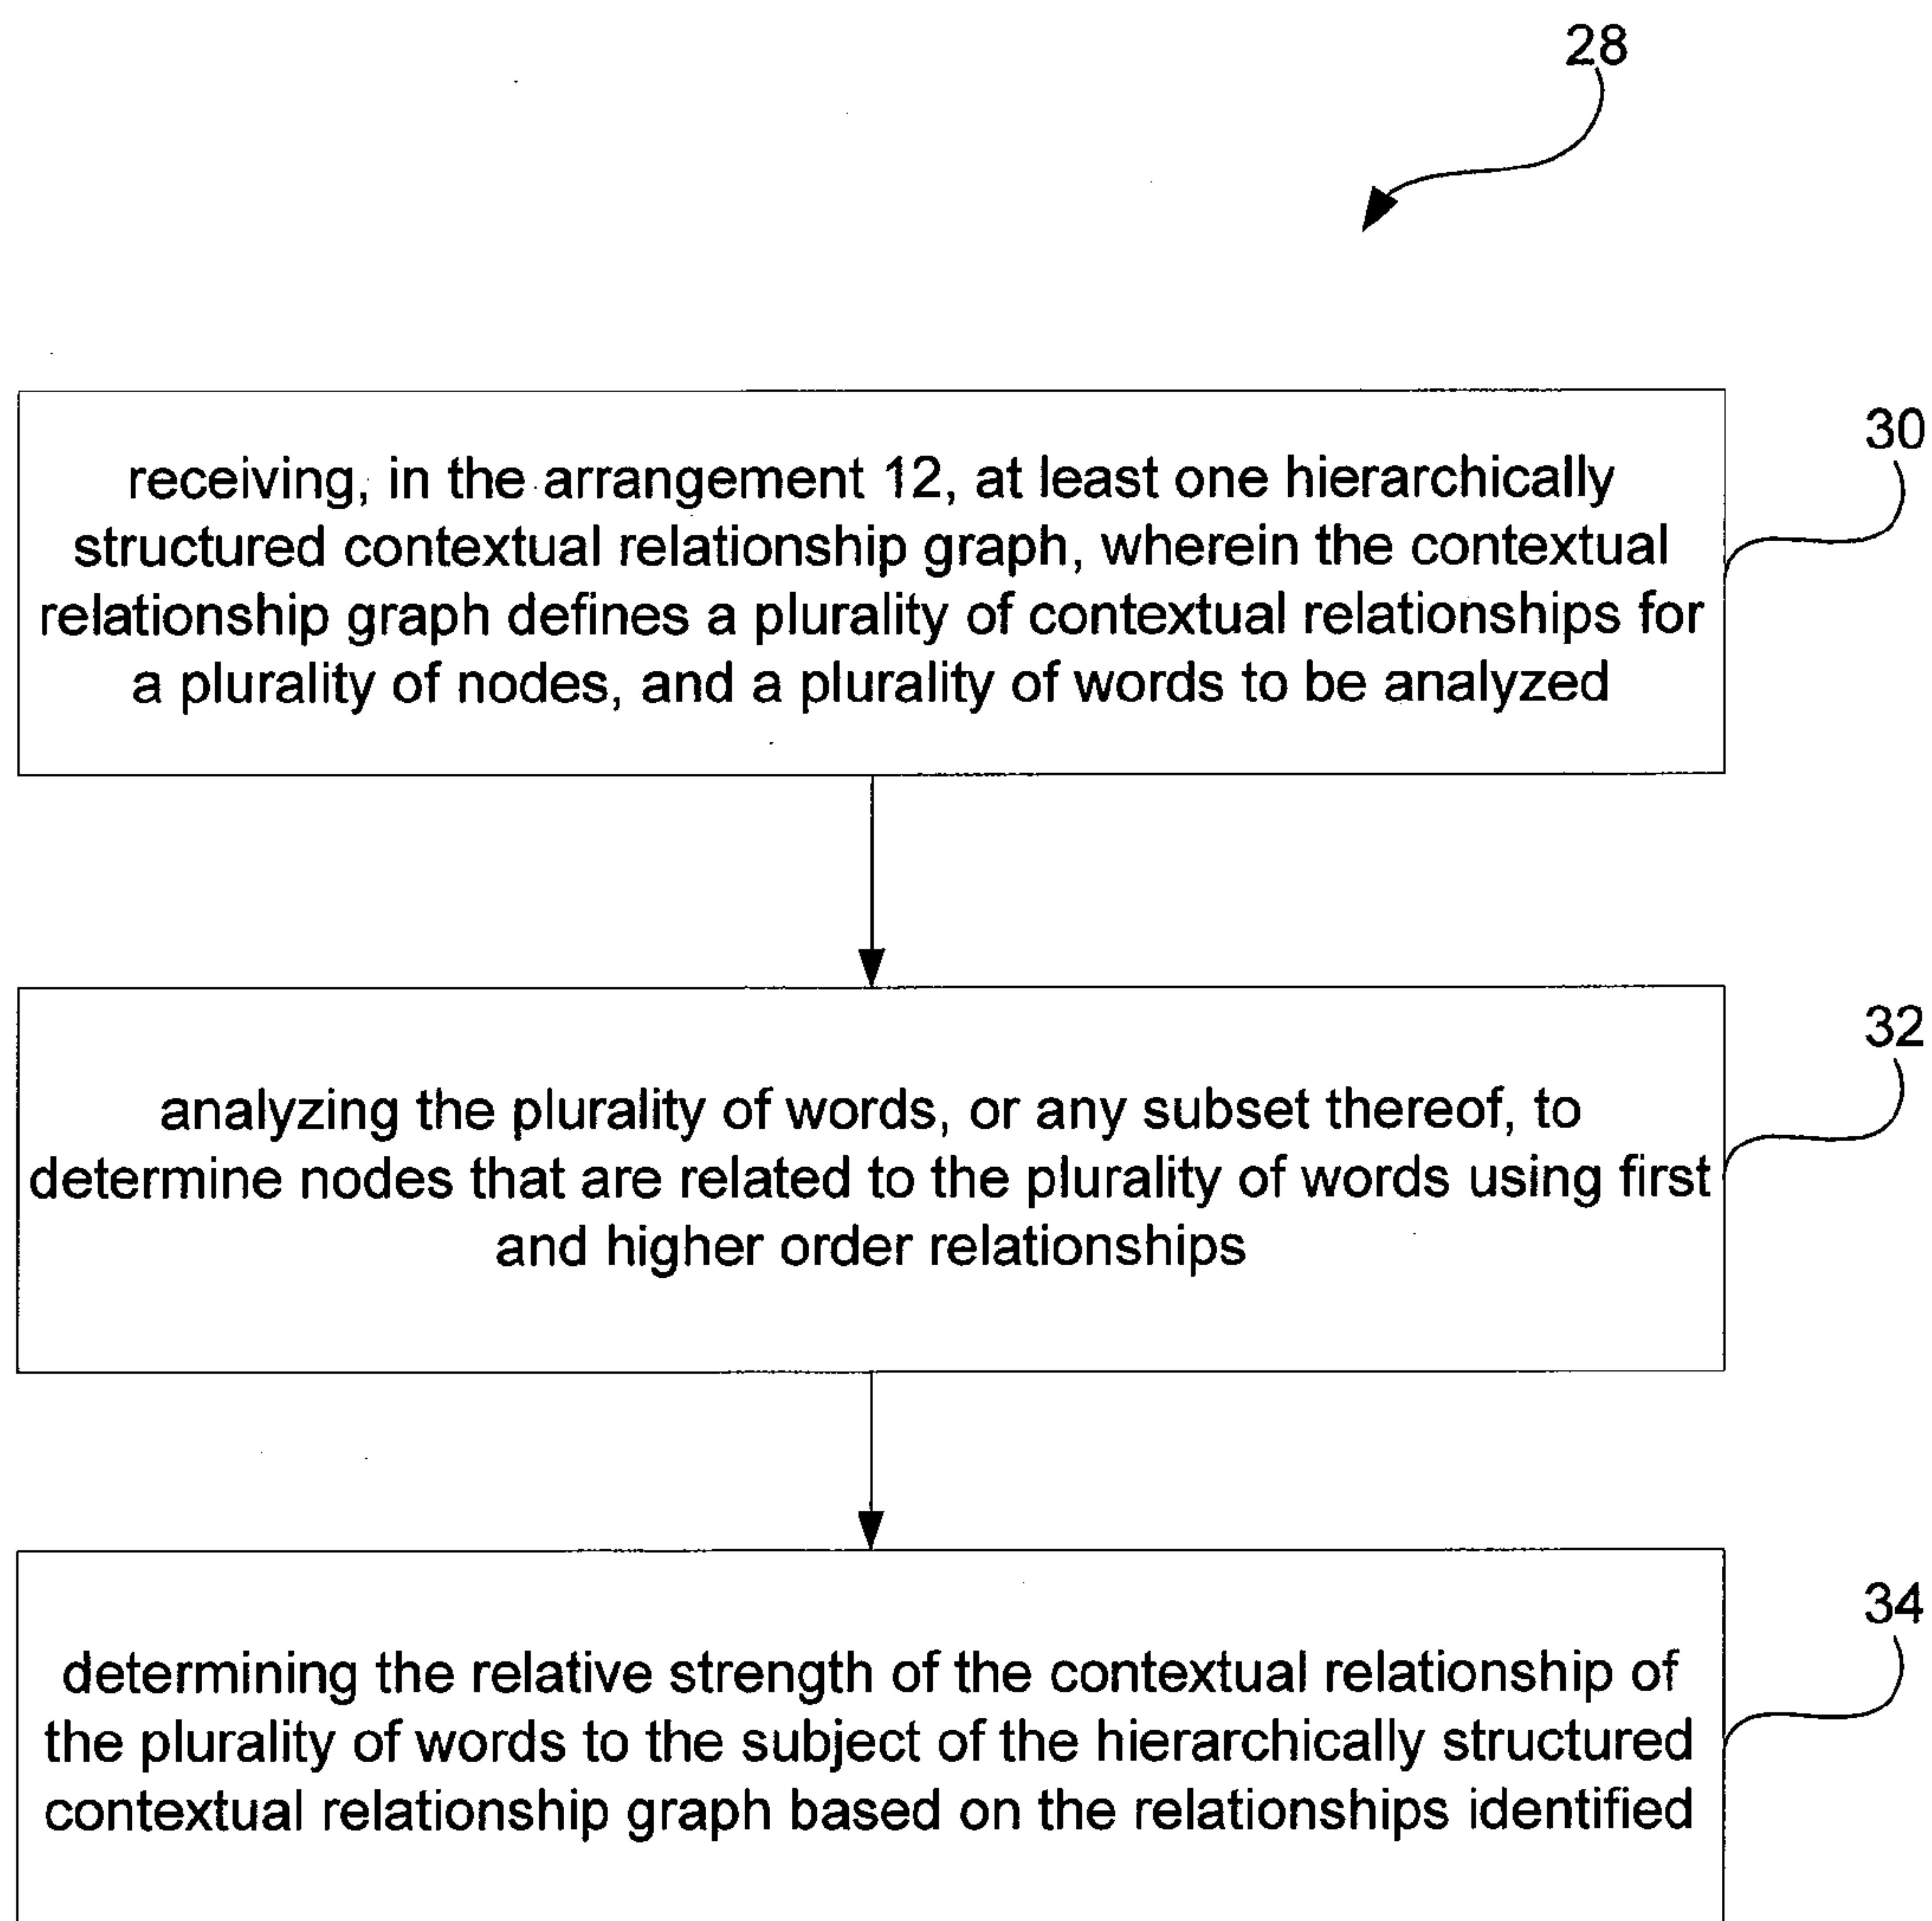 28
30
receiving, in the arrangement 12, at least one hierarchically
structured contextual relationship graph, wherein the contextual
relationship graph defines a plurality of contextual relationships for
a plurality of nodes, and a plurality of words to be analyzed
32
analyzing the plurality of words, or any subset thereof, to
determine nodes that are related to the plurality of words using first
and higher order relationships
34
determining the relative strength of the contextual relationship of
the plurality of words to the subject of the hierarchically structured
contextual relationship graph based on the relationships identified